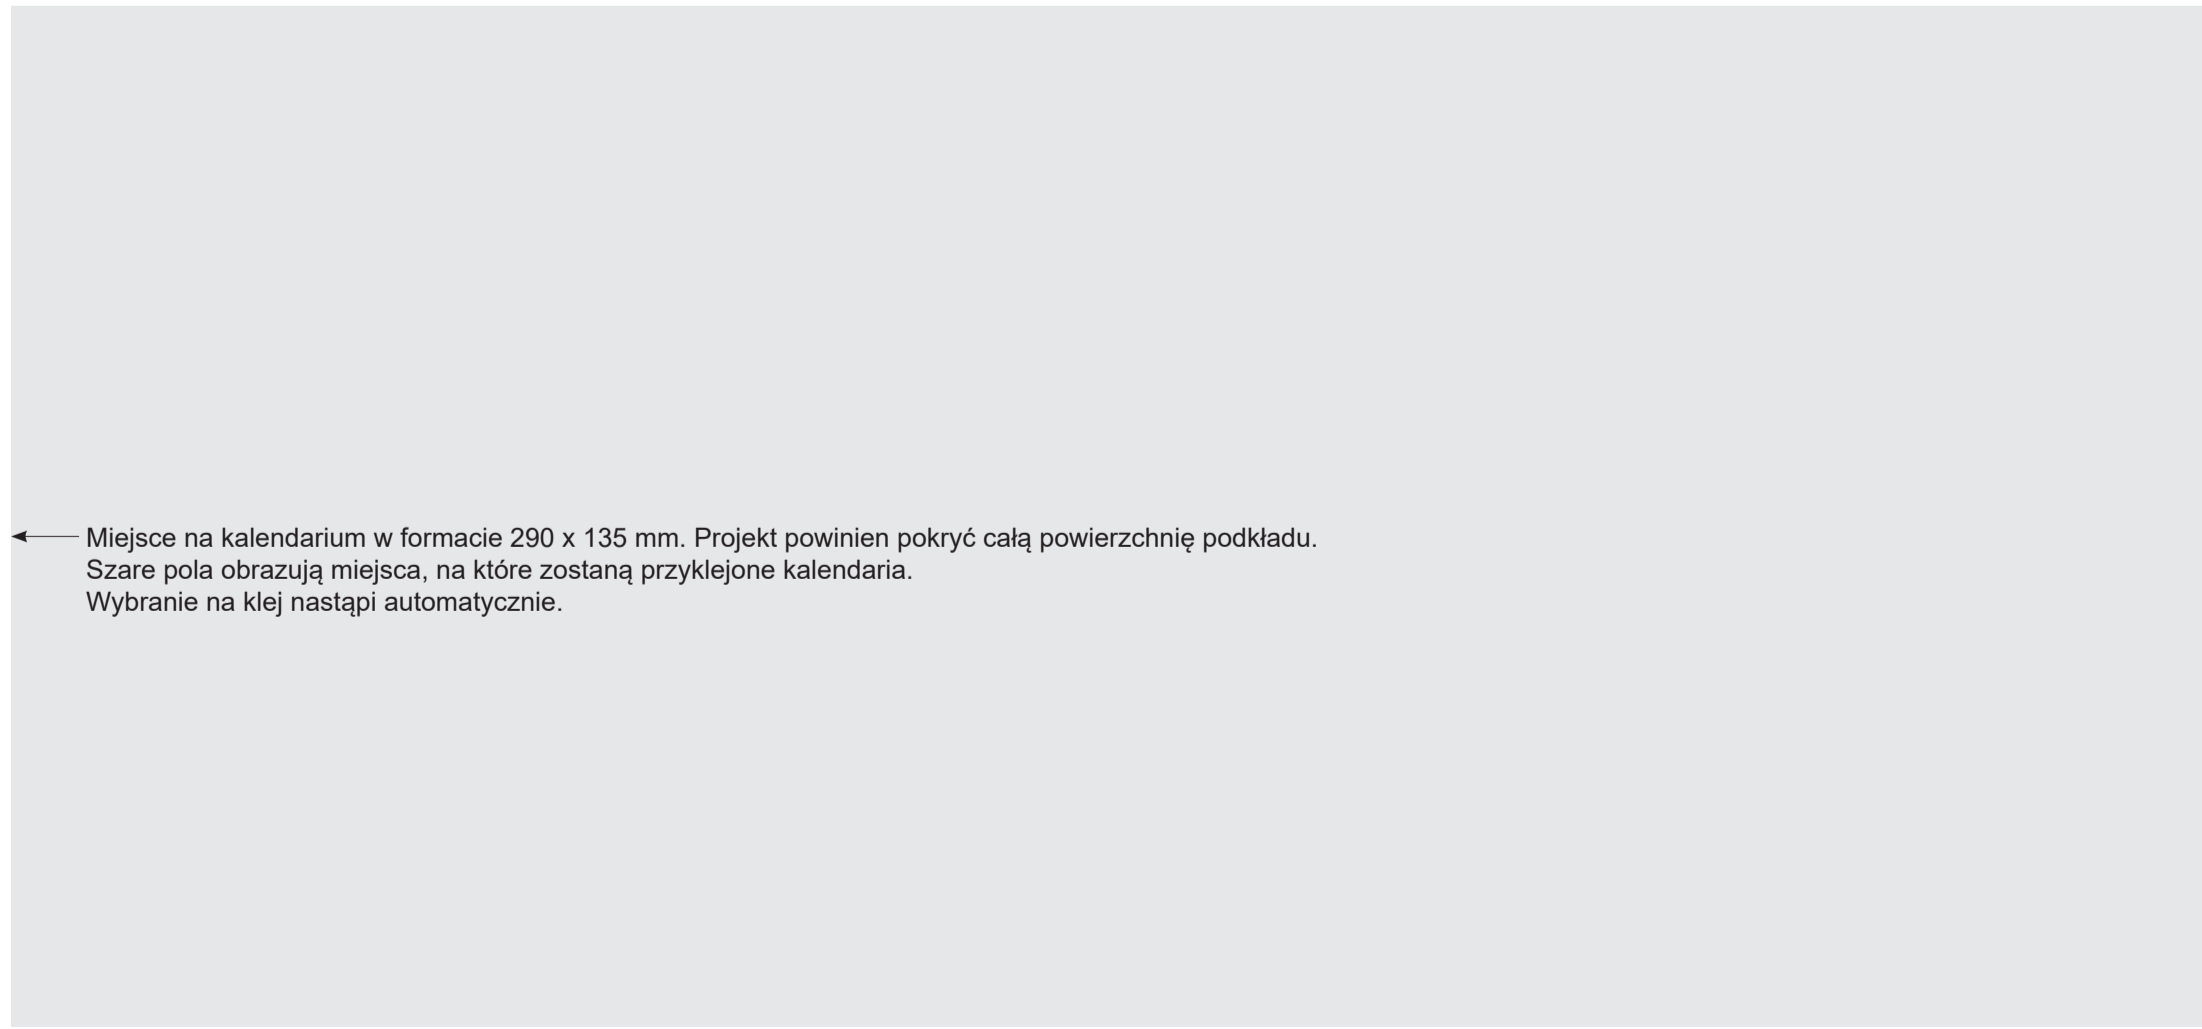 Miejsce na kalendarium w formacie 290 x 135 mm. Projekt powinien pokryć całą powierzchnię podkładu.
Szare pola obrazują miejsca, na które zostaną przyklejone kalendaria.
Wybranie na klej nastąpi automatycznie.